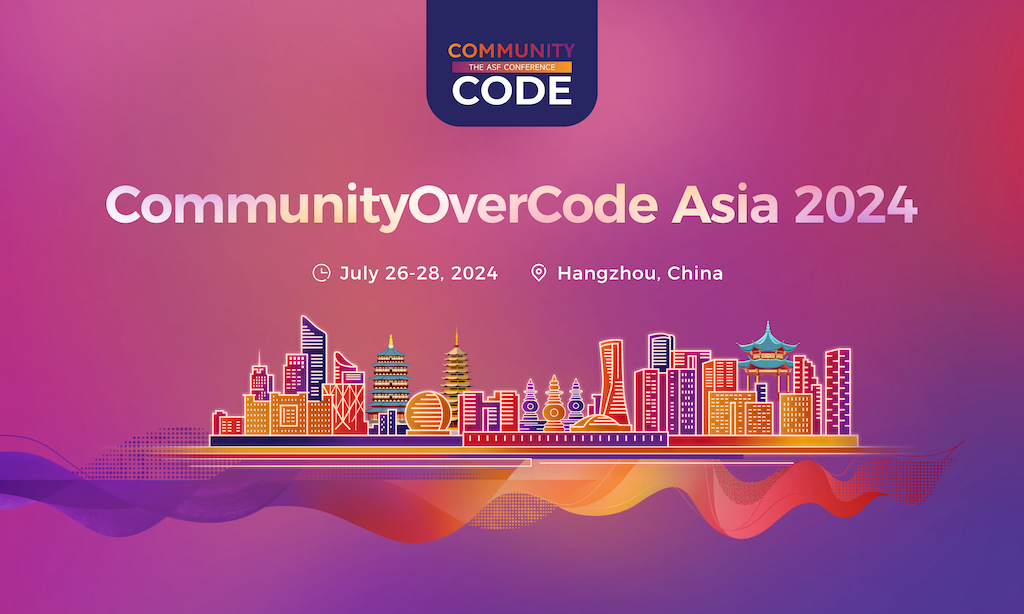 COMMUNITY
THE ASF CONFERENCE
CODE
CommunityOverCode Asia 2024
July 26-28, 2024 Hangzhou, China